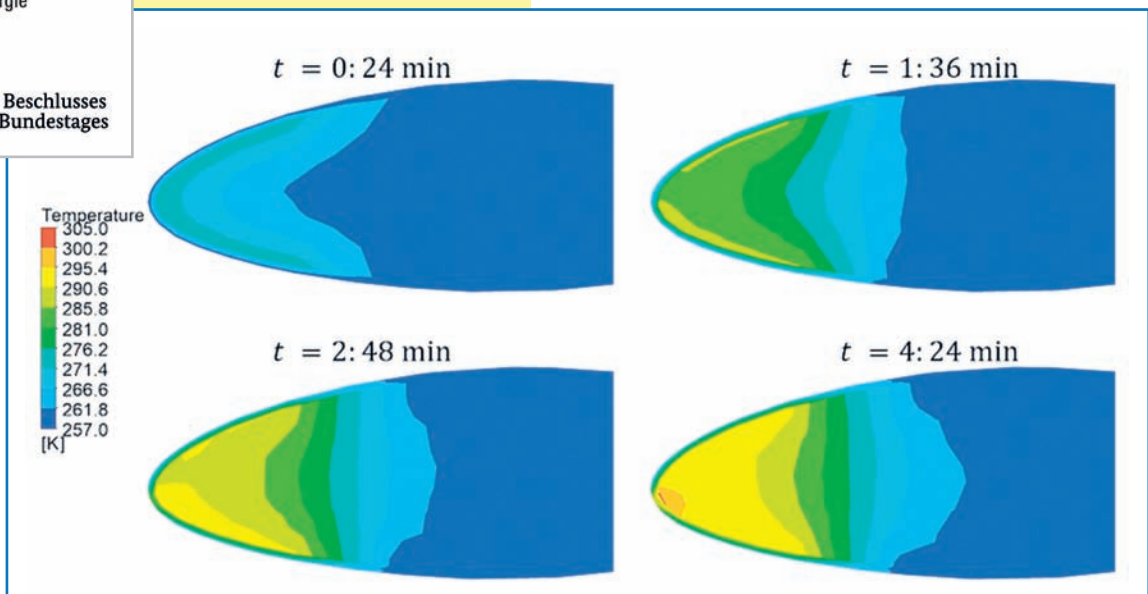 Beschlusses
Bundestages
t = 0: 24 min
t = 1: 36 min
Temperature
305.0
300.2
295.4
290.6
285.8
281.0
276.2
271.4
266.6
261.8
257.0
[K]
t = 2: 48 min
t = 4: 24 min